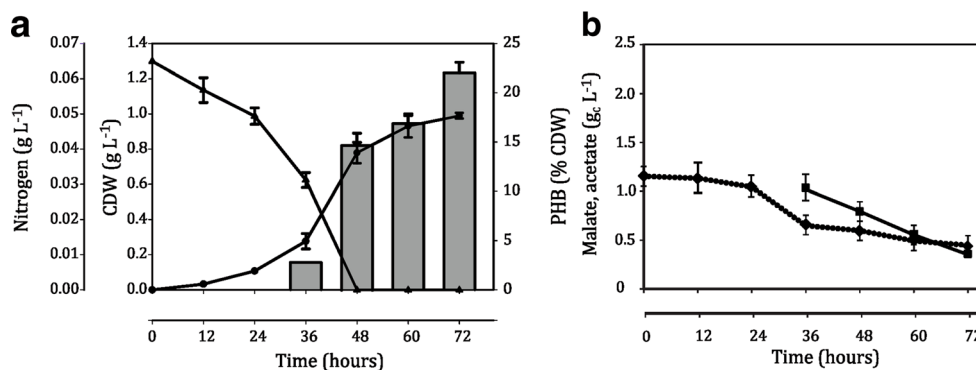 a
Nitrogen (g L⁻¹)
0.07
0.06
0.05
0.04
0.03
0.02
0.01
0.00
CDW (g L⁻¹)
1.4
1.2
1.0
0.8
0.6
0.4
0.2
0.0
25
20
15
10
5
0
PHB (% CDW)
0 12 24 36 48 60 72
Time (hours)
b
Malate, acetate (g꜀ L⁻¹)
2.5
2.0
1.5
1.0
0.5
0.0
0 12 24 36 48 60 72
Time (hours)